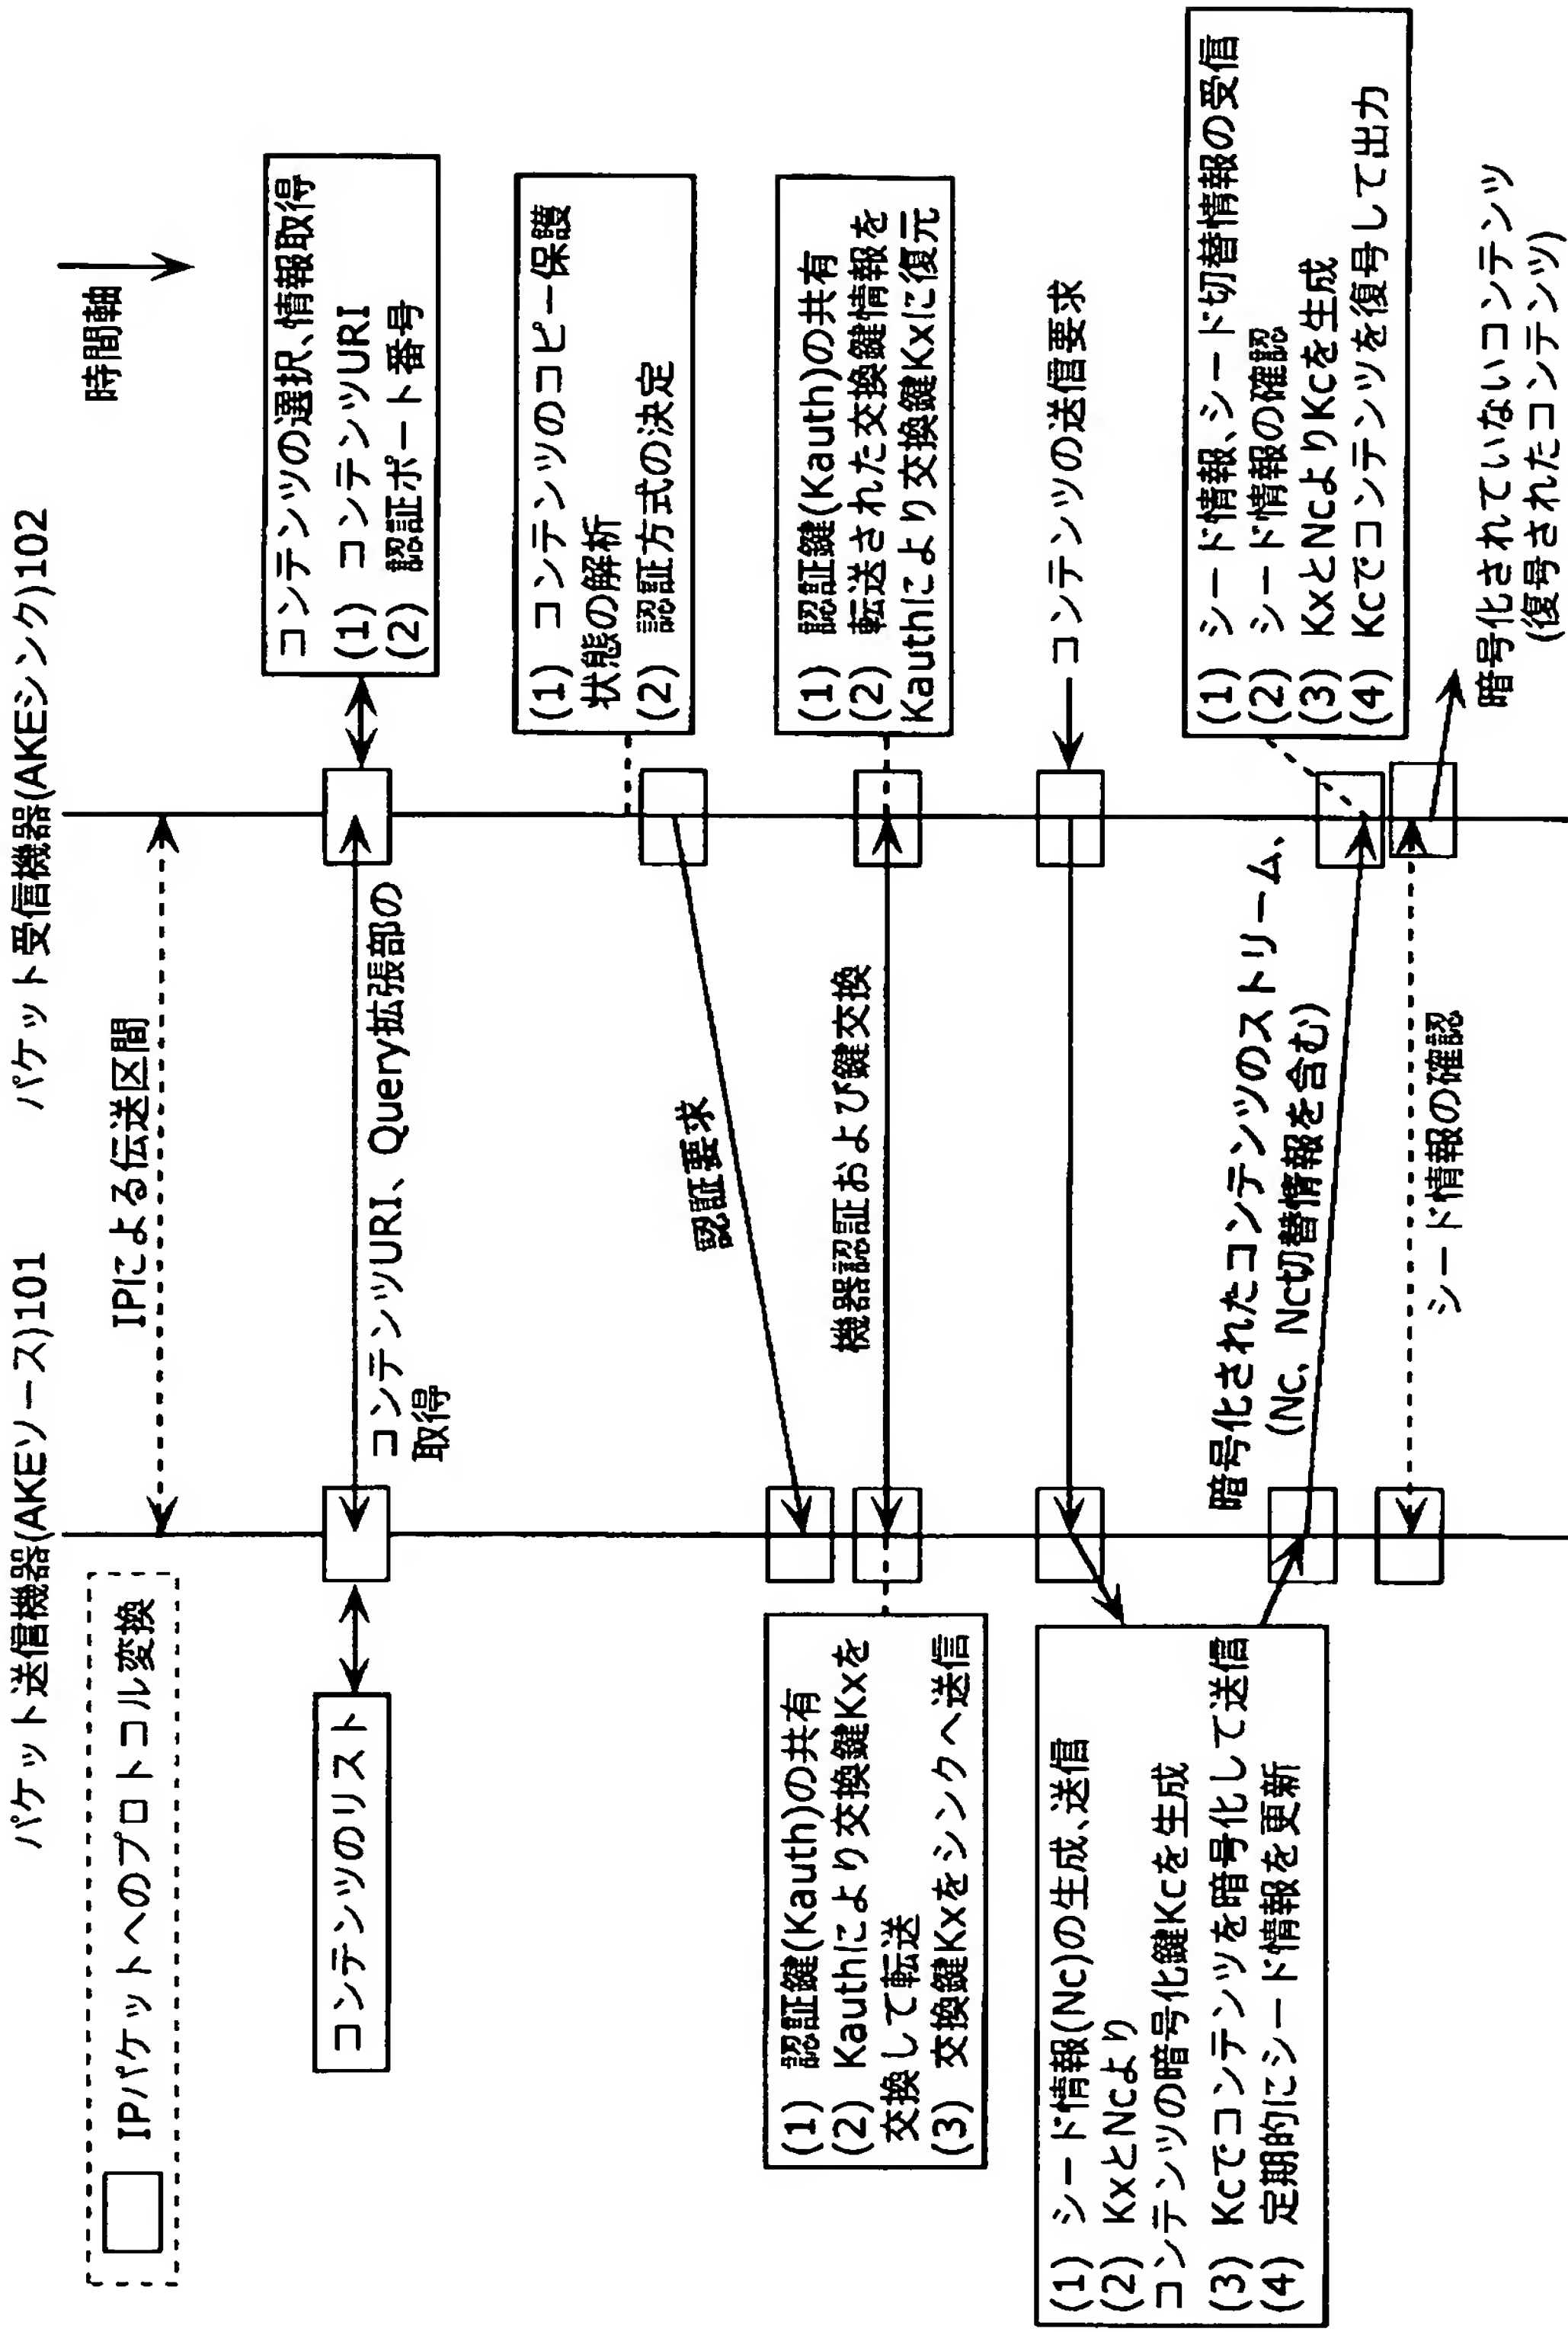 パケット送信機器(AKEソース)101
パケット受信機器(AKEシンク)102
IPパケットへのプロトコル変換
IPによる伝送区間
時間軸
コンテンツのリスト
コンテンツURI、Query拡張部の
取得
コンテンツの選択、情報取得
(1) コンテンツURI
(2) 認証ポート番号
(1) コンテンツのコピー保護
状態の解析
(2) 認証方式の決定
認証要求
(1) 認証鍵(Kauth)の共有
(2) Kauthにより交換鍵Kxを
交換して転送
(3) 交換鍵Kxをシンクへ送信
機器認証および鍵交換
(1) 認証鍵(Kauth)の共有
(2) 転送された交換鍵情報を
Kauthにより交換鍵Kxに復元
コンテンツの送信要求
(1) シード情報(Nc)の生成、送信
(2) KxとNcより
コンテンツの暗号化鍵Kcを生成
(3) Kcでコンテンツを暗号化して送信
(4) 定期的にシード情報を更新
暗号化されたコンテンツのストリーム、
(Nc、Nct切替情報を含む)
(1) シード情報、シード切替情報の受信
(2) シード情報の確認
(3) KxとNcよりKcを生成
(4) Kcでコンテンツを復号して出力
シード情報の確認
暗号化されていないコンテンツ
(復号されたコンテンツ)